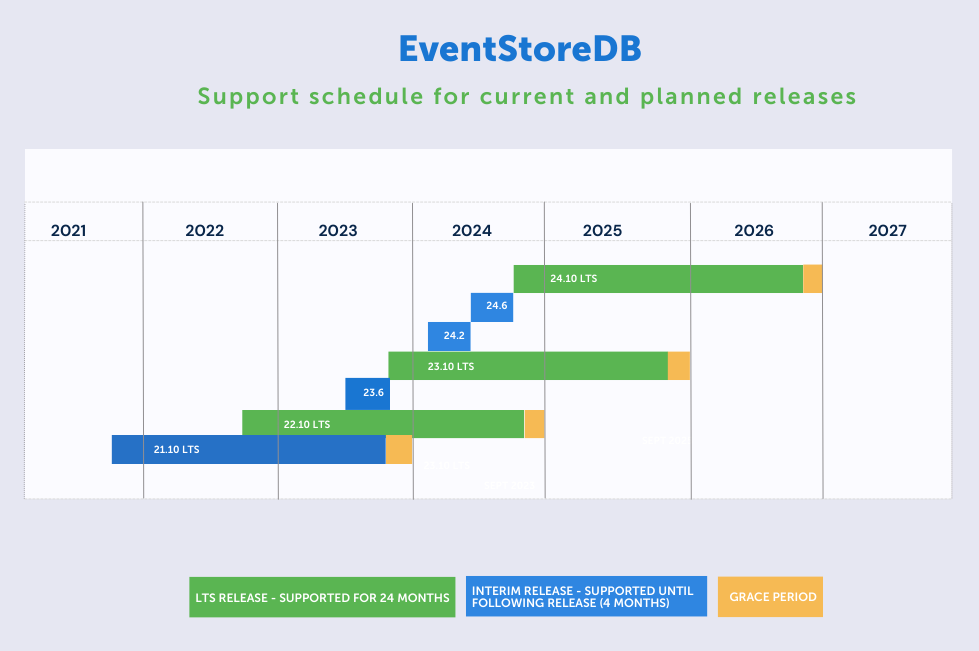 EventStoreDB
Support schedule for current and planned releases
2021 2022 2023 2024 2025 2026 2027
24.10 LTS
24.6
24.2
23.10 LTS
23.6
22.10 LTS
21.10 LTS
LTS RELEASE - SUPPORTED FOR 24 MONTHS
INTERIM RELEASE - SUPPORTED UNTIL
FOLLOWING RELEASE (4 MONTHS)
GRACE PERIOD